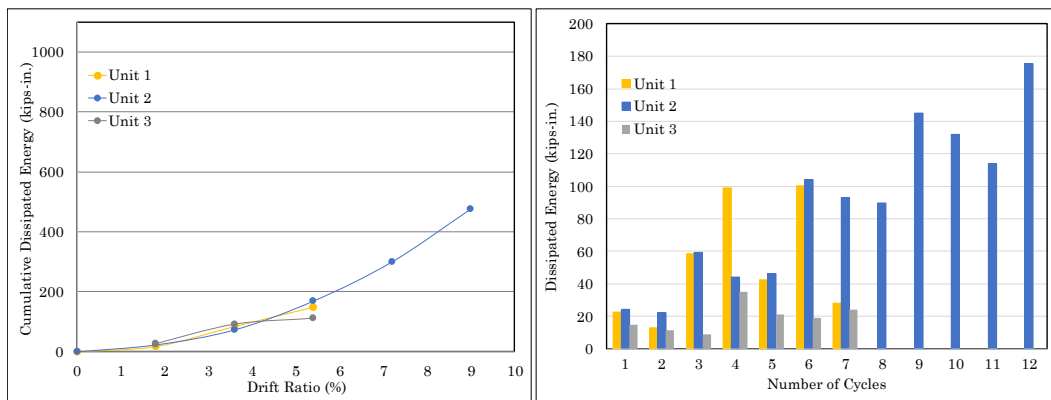 Cumulative Dissipated Energy (kips-in.)
1000
800
600
400
200
0
Unit 1
Unit 2
Unit 3
0 1 2 3 4 5 6 7 8 9 10
Drift Ratio (%)
Dissipated Energy (kips-in.)
200
180
160
140
120
100
80
60
40
20
0
Unit 1
Unit 2
Unit 3
1 2 3 4 5 6 7 8 9 10 11 12
Number of Cycles